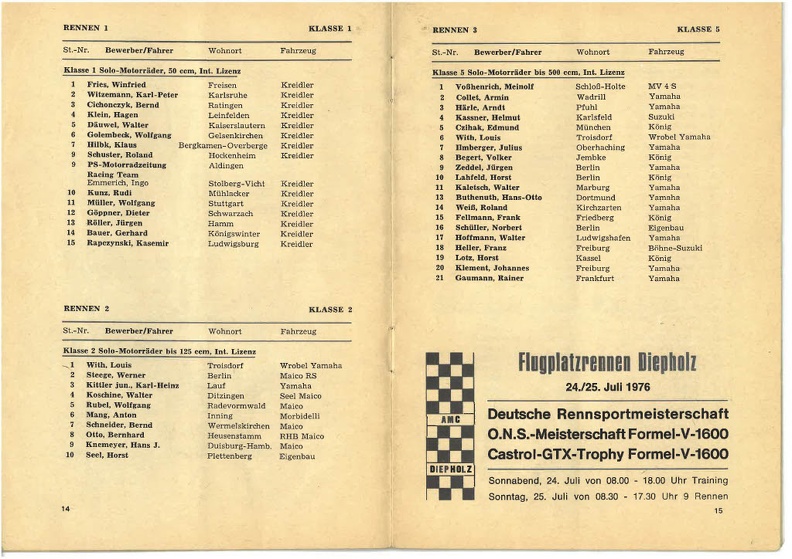 RENNEN 1 KLASSE 1
St.-Nr. Bewerber/Fahrer Wohnort Fahrzeug
Klasse 1 Solo-Motorräder, 50 ccm, Int. Lizenz
1 Fries, Winfried Freisen Kreidler
2 Witzemann, Karl-Peter Karlsruhe Kreidler
3 Cichonczyk, Bernd Ratingen Kreidler
4 Klein, Hagen Leinfelden Kreidler
5 Däuwel, Walter Kaiserslautern Kreidler
6 Golembeck, Wolfgang Gelsenkirchen Kreidler
7 Hilbk, Klaus Bergkamen-Overberge Kreidler
9 Schuster, Roland Hockenheim Kreidler
9 PS-Motorradzeitung Aldingen
Racing Team
Emmerich, Ingo Stolberg-Vicht Kreidler
10 Kunz, Rudi Mühlacker Kreidler
11 Müller, Wolfgang Stuttgart Kreidler
12 Göppner, Dieter Schwarzach Kreidler
13 Röller, Jürgen Hamm Kreidler
14 Bauer, Gerhard Königswinter Kreidler
15 Rapczynski, Kasemir Ludwigsburg Kreidler
RENNEN 2 KLASSE 2
St.-Nr. Bewerber/Fahrer Wohnort Fahrzeug
Klasse 2 Solo-Motorräder bis 125 ccm, Int. Lizenz
1 With, Louis Troisdorf Wrobel Yamaha
2 Steege, Werner Berlin Maico RS
3 Kittler jun., Karl-Heinz Lauf Yamaha
4 Koschine, Walter Ditzingen Seel Maico
5 Rubel, Wolfgang Radevormwald Maico
6 Mang, Anton Inning Morbidelli
7 Schneider, Bernd Wermelskirchen Maico
8 Otto, Bernhard Heusenstamm RHB Maico
9 Knemeyer, Hans J. Duisburg-Hamb. Maico
10 Seel, Horst Plettenberg Eigenbau
14
RENNEN 3 KLASSE 5
St.-Nr. Bewerber/Fahrer Wohnort Fahrzeug
Klasse 5 Solo-Motorräder bis 500 ccm, Int. Lizenz
1 Voßhenrich, Meinolf Schloß-Holte MV 4 S
2 Collet, Armin Wadrill Yamaha
3 Härle, Arndt Pfuhl Yamaha
4 Kassner, Helmut Karlsfeld Suzuki
5 Czihak, Edmund München König
6 With, Louis Troisdorf Wrobel Yamaha
7 Ilmberger, Julius Oberhaching Yamaha
8 Begert, Volker Jembke König
9 Zeddel, Jürgen Berlin Yamaha
10 Lahfeld, Horst Berlin König
11 Kaletsch, Walter Marburg Yamaha
13 Buthenuth, Hans-Otto Dortmund Yamaha
14 Weiß, Roland Kirchzarten Yamaha
15 Fellmann, Frank Friedberg König
16 Schüller, Norbert Berlin Eigenbau
17 Hoffmann, Walter Ludwigshafen Yamaha
18 Heller, Franz Freiburg Böhne-Suzuki
19 Lotz, Horst Kassel König
20 Klement, Johannes Freiburg Yamaha
21 Gaumann, Rainer Frankfurt Yamaha
AMC
DIEPHOLZ
Flugplatzrennen Diepholz
24./25. Juli 1976
Deutsche Rennsportmeisterschaft
O.N.S.-Meisterschaft Formel-V-1600
Castrol-GTX-Trophy Formel-V-1600
Sonnabend, 24. Juli von 08.00 - 18.00 Uhr Training
Sonntag, 25. Juli von 08.30 - 17.30 Uhr 9 Rennen
15